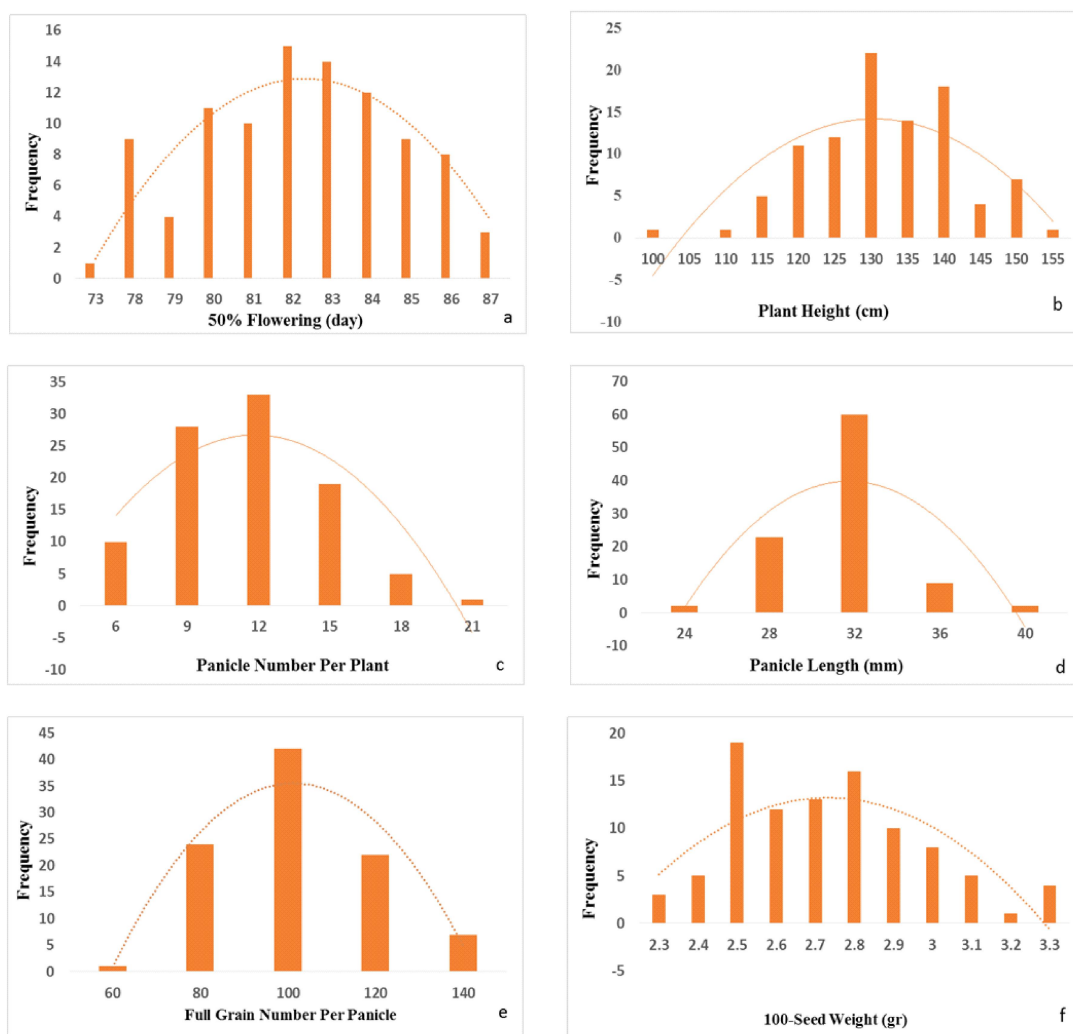 16
14
12
10
8
6
4
2
0
Frequency
73 78 79 80 81 82 83 84 85 86 87
50% Flowering (day)
a
25
20
15
10
5
0
-5
-10
Frequency
100 105 110 115 120 125 130 135 140 145 150 155
Plant Height (cm)
b
35
30
25
20
15
10
5
0
-5
-10
Frequency
6 9 12 15 18 21
Panicle Number Per Plant
c
70
60
50
40
30
20
10
0
-10
Frequency
24 28 32 36 40
Panicle Length (mm)
d
45
40
35
30
25
20
15
10
5
0
Frequency
60 80 100 120 140
Full Grain Number Per Panicle
e
20
15
10
5
0
-5
Frequency
2.3 2.4 2.5 2.6 2.7 2.8 2.9 3 3.1 3.2 3.3
100-Seed Weight (gr)
f